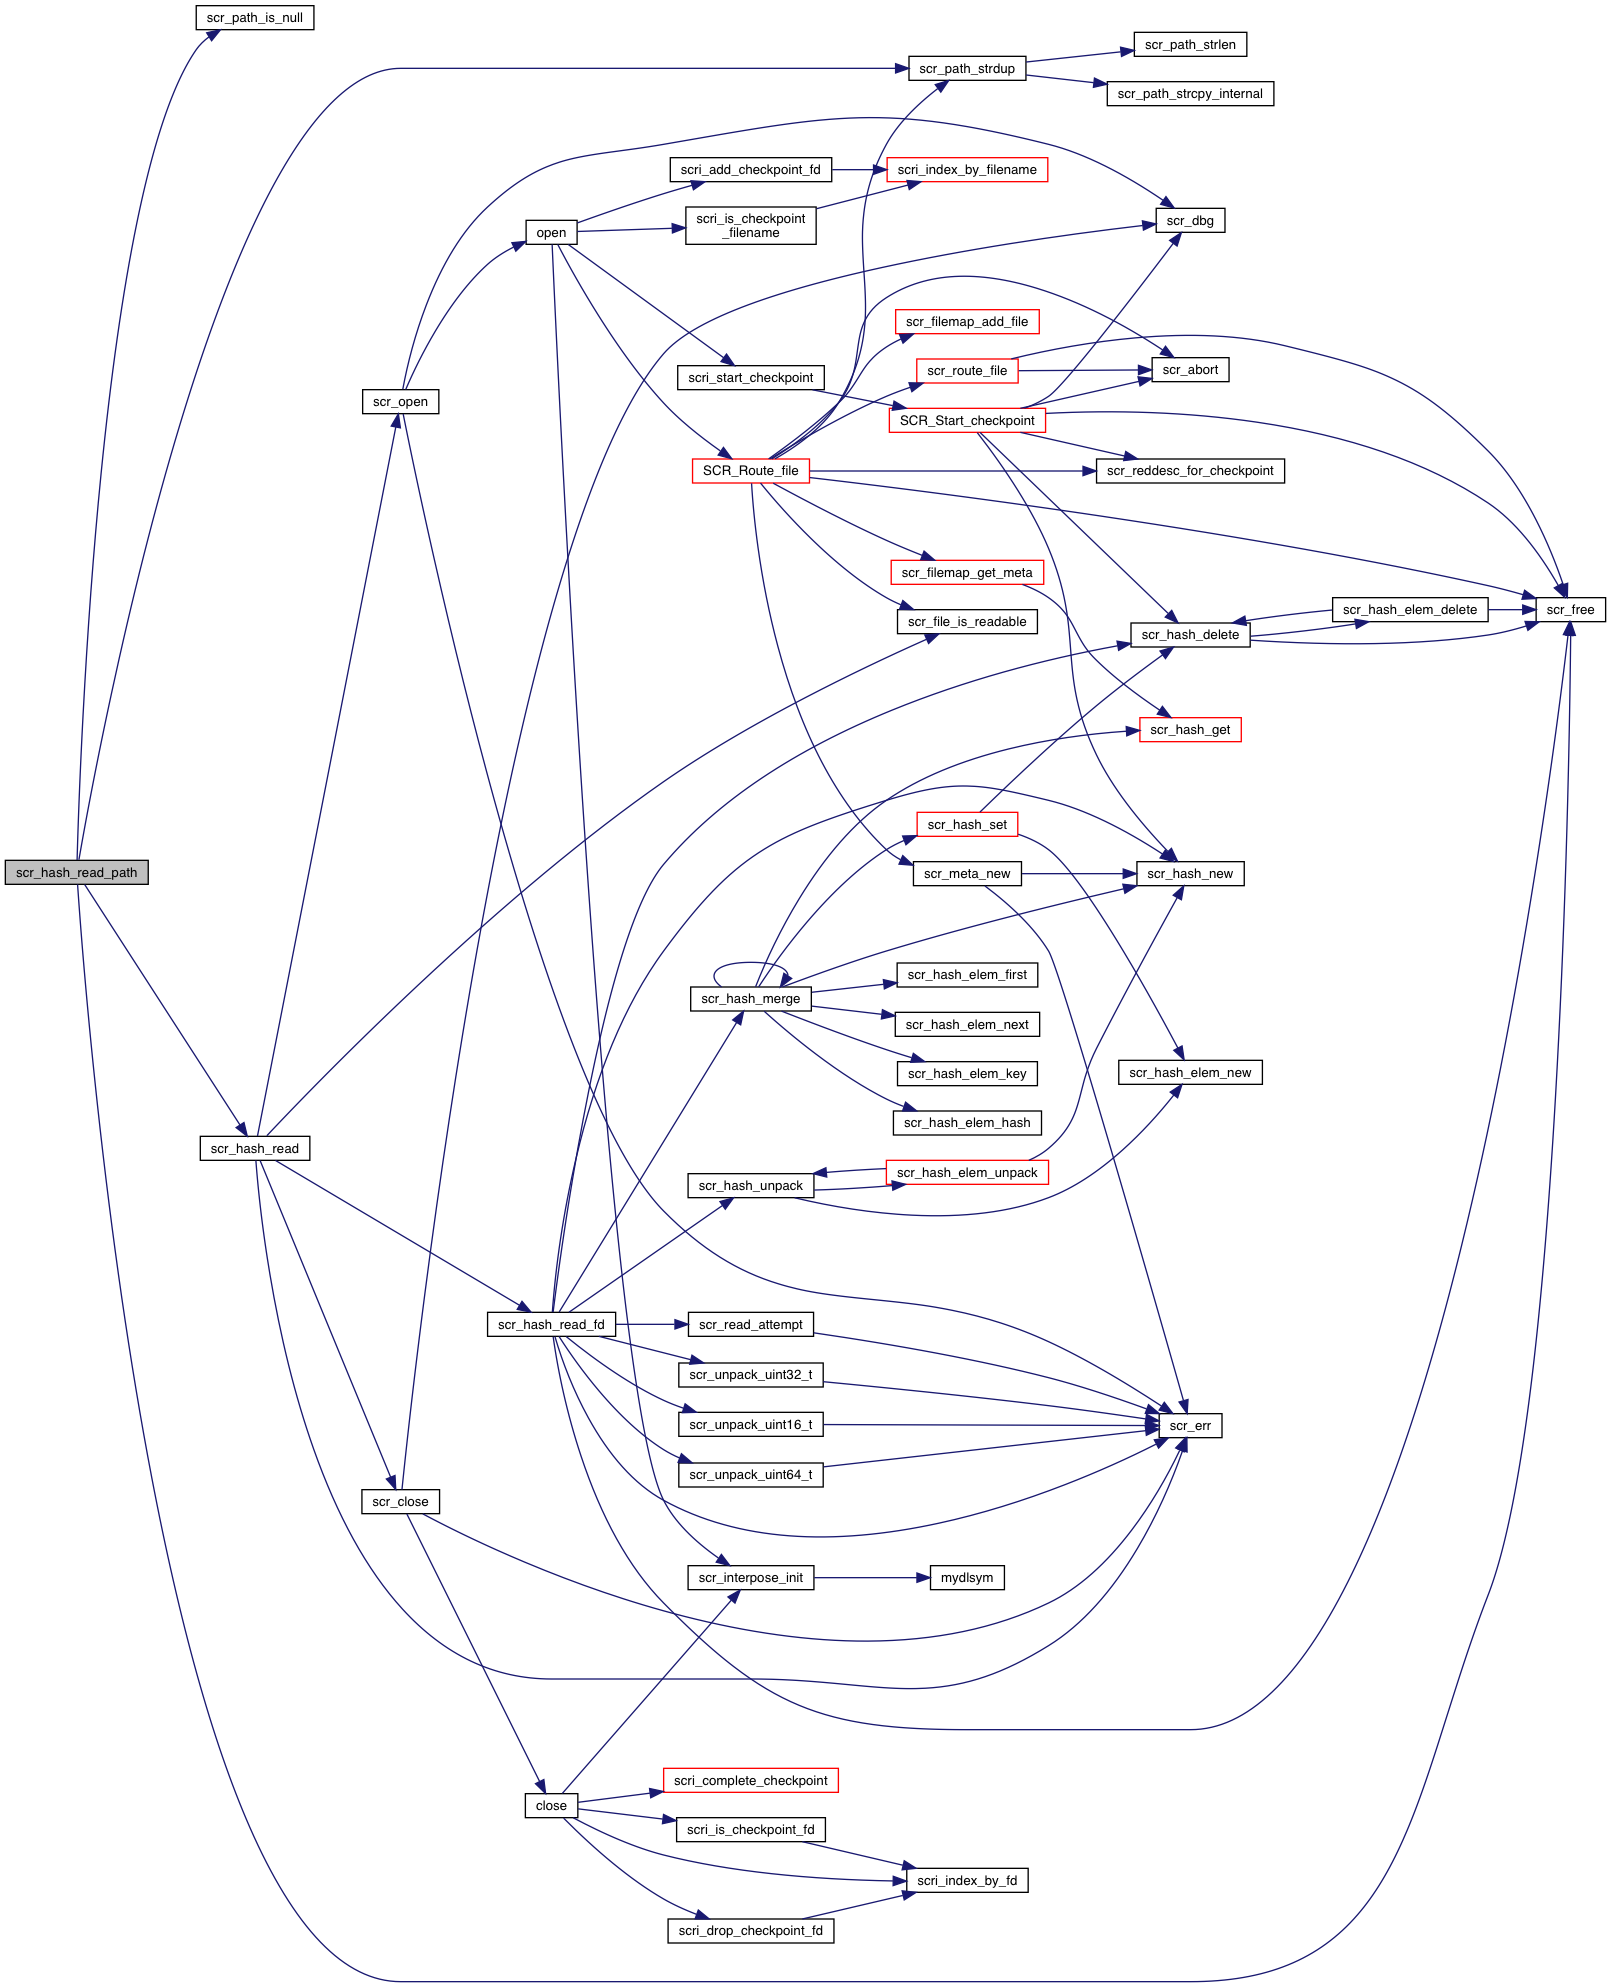 scr_path_is_null
scr_path_strlen
scr_path_strdup
scr_path_strcpy_internal
scri_add_checkpoint_fd
scri_index_by_filename
scri_is_checkpoint
_filename
scr_dbg
open
scr_filemap_add_file
scr_route_file
scr_abort
scri_start_checkpoint
scr_open
SCR_Start_checkpoint
SCR_Route_file
scr_reddesc_for_checkpoint
scr_filemap_get_meta
scr_file_is_readable
scr_hash_elem_delete
scr_free
scr_hash_delete
scr_hash_get
scr_hash_set
scr_hash_read_path
scr_meta_new
scr_hash_new
scr_hash_elem_first
scr_hash_merge
scr_hash_elem_next
scr_hash_elem_key
scr_hash_elem_new
scr_hash_elem_hash
scr_hash_read
scr_hash_elem_unpack
scr_hash_unpack
scr_hash_read_fd
scr_read_attempt
scr_unpack_uint32_t
scr_unpack_uint16_t
scr_err
scr_unpack_uint64_t
scr_close
scr_interpose_init
mydlsym
scri_complete_checkpoint
close
scri_is_checkpoint_fd
scri_index_by_fd
scri_drop_checkpoint_fd